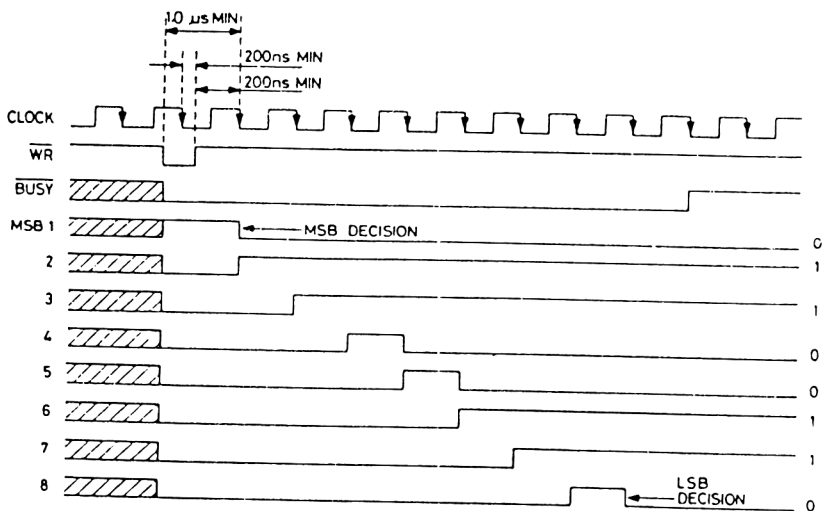 1.0 µs MIN
200ns MIN
200ns MIN
CLOCK
WR
BUSY
MSB 1
MSB DECISION
0
2
1
3
1
4
0
5
0
6
1
7
1
8
LSB
DECISION
0